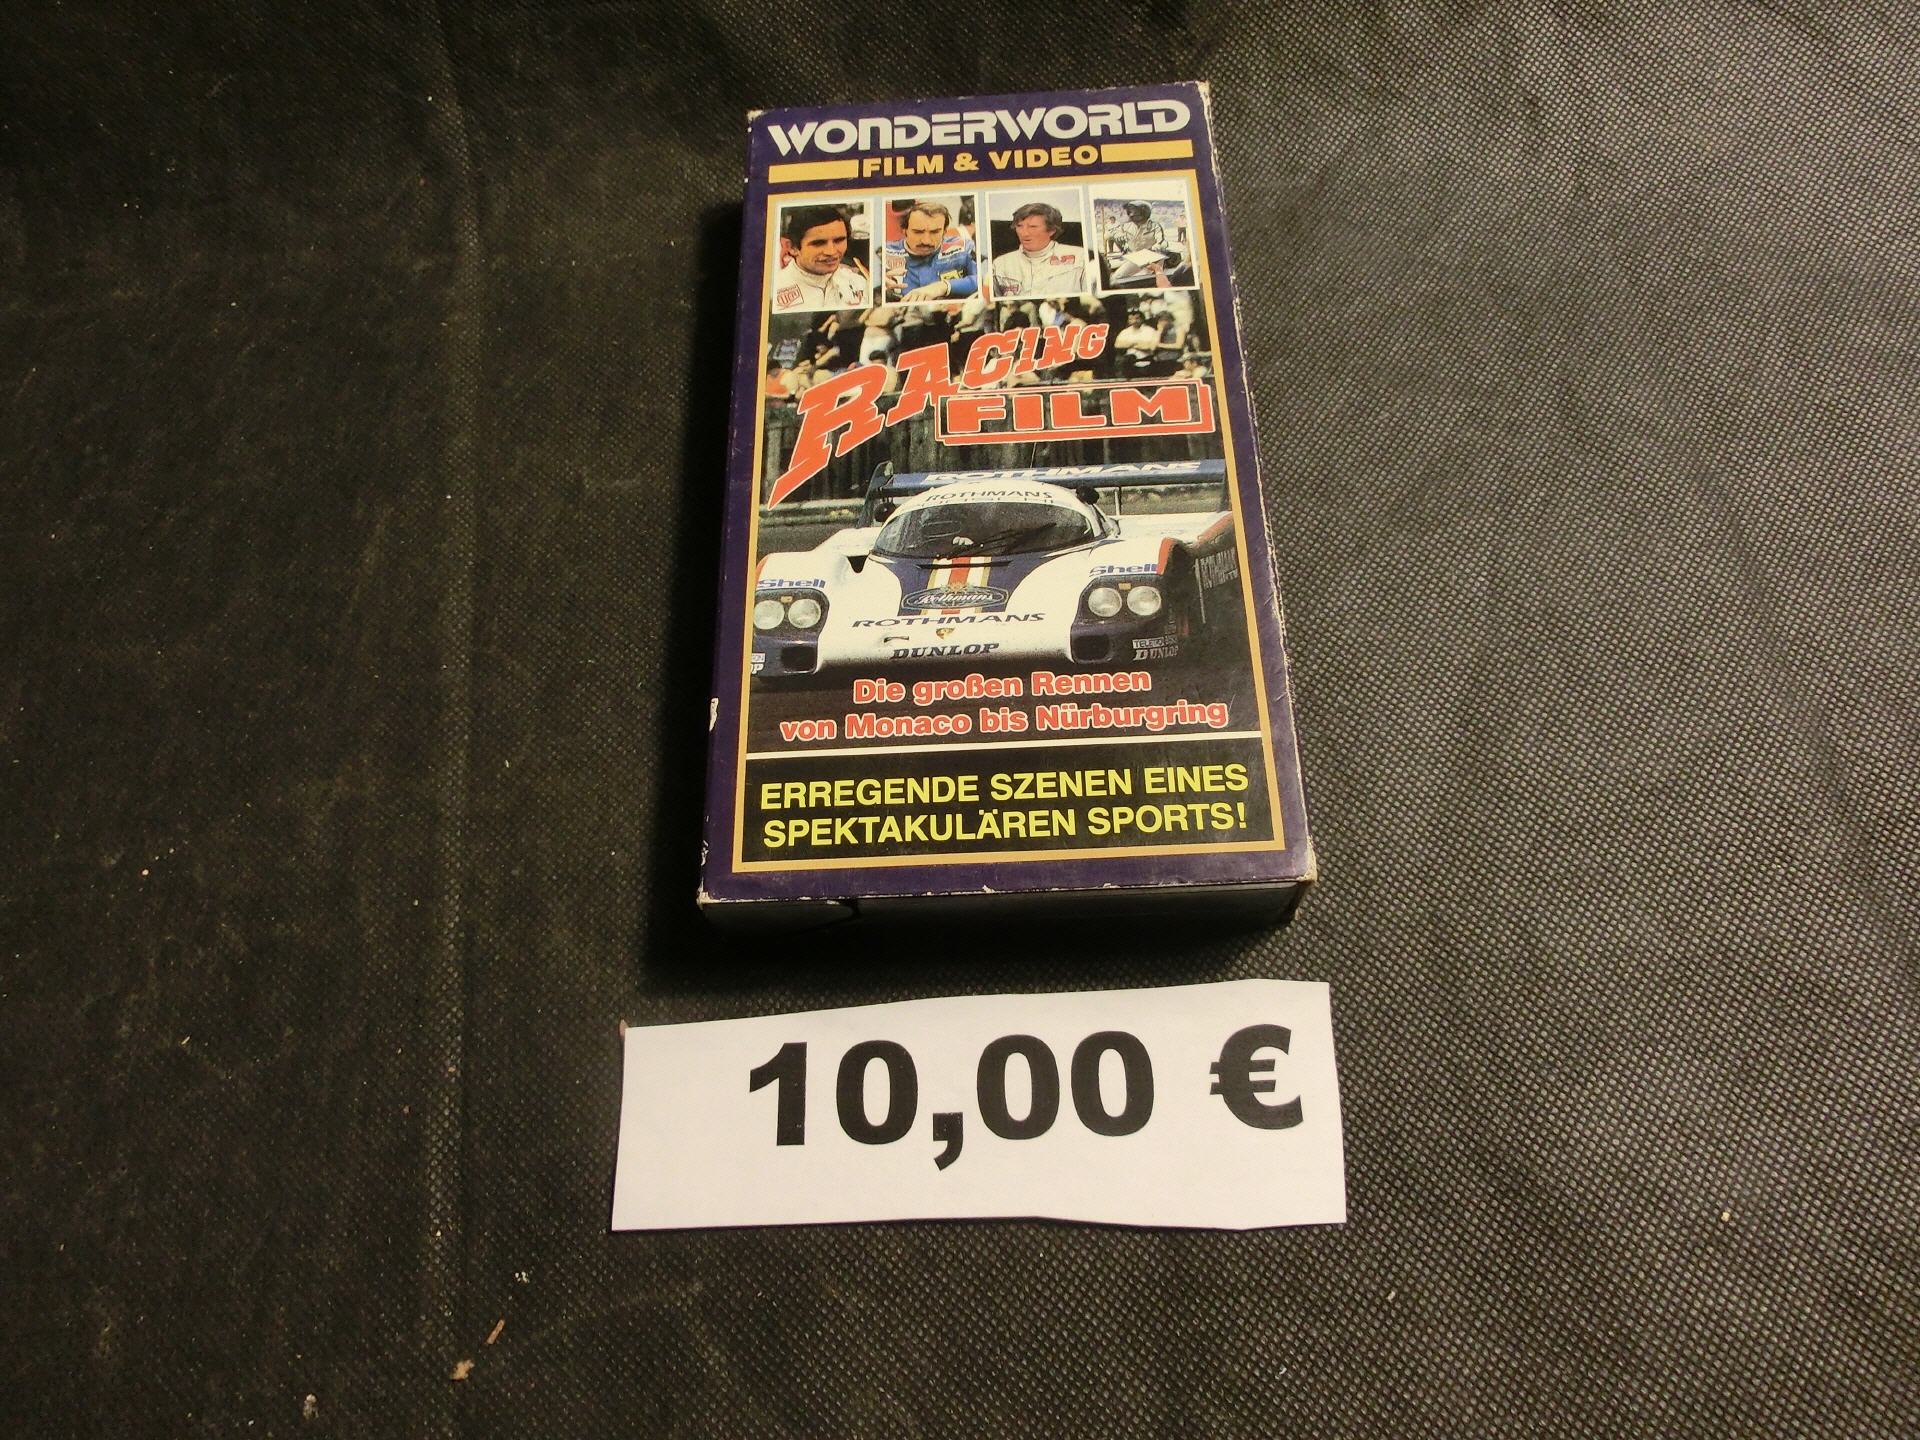 WONDERWORLD
FILM & VIDEO
RACING
FILM
ROTHMANS
ROTHMANS
Shell
Shell
Rothmans
ROTHMANS
DUNLOP
DUNLOP
Die großen Rennen
von Monaco bis Nürburgring
ERREGENDE SZENEN EINES
SPEKTAKULÄREN SPORTS!
10,00 €